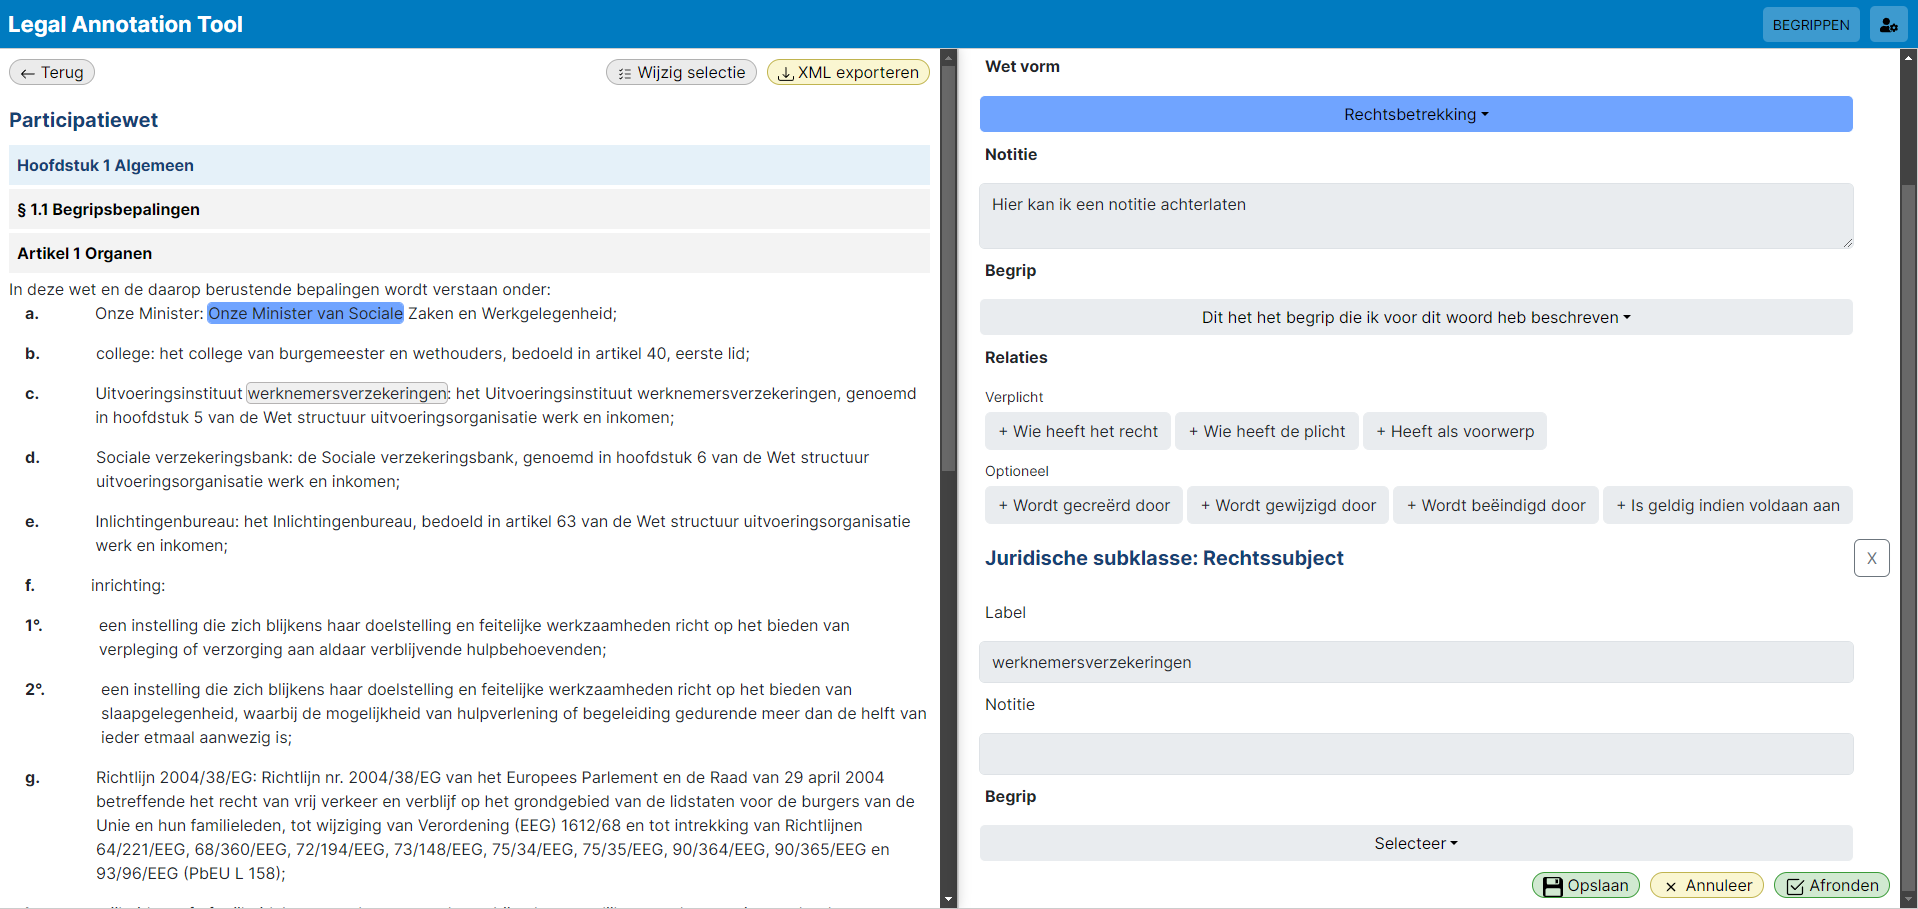 Legal Annotation Tool
BEGRIPPEN
Terug
Wijzig selectie
XML exporteren
Participatiewet
Hoofdstuk 1 Algemeen
§ 1.1 Begripsbepalingen
Artikel 1 Organen
In deze wet en de daarop berustende bepalingen wordt verstaan onder:
a. Onze Minister: Onze Minister van Sociale Zaken en Werkgelegenheid;
b. college: het college van burgemeester en wethouders, bedoeld in artikel 40, eerste lid;
c. Uitvoeringsinstituut werknemersverzekeringen: het Uitvoeringsinstituut werknemersverzekeringen, genoemd
in hoofdstuk 5 van de Wet structuur uitvoeringsorganisatie werk en inkomen;
d. Sociale verzekeringsbank: de Sociale verzekeringsbank, genoemd in hoofdstuk 6 van de Wet structuur
uitvoeringsorganisatie werk en inkomen;
e. Inlichtingenbureau: het Inlichtingenbureau, bedoeld in artikel 63 van de Wet structuur uitvoeringsorganisatie
werk en inkomen;
f. inrichting:
1°. een instelling die zich blijkens haar doelstelling en feitelijke werkzaamheden richt op het bieden van
verpleging of verzorging aan aldaar verblijvende hulpbehoevenden;
2°. een instelling die zich blijkens haar doelstelling en feitelijke werkzaamheden richt op het bieden van
slaapgelegenheid, waarbij de mogelijkheid van hulpverlening of begeleiding gedurende meer dan de helft van
ieder etmaal aanwezig is;
g. Richtlijn 2004/38/EG: Richtlijn nr. 2004/38/EG van het Europees Parlement en de Raad van 29 april 2004
betreffende het recht van vrij verkeer en verblijf op het grondgebied van de lidstaten voor de burgers van de
Unie en hun familieleden, tot wijziging van Verordening (EEG) 1612/68 en tot intrekking van Richtlijnen
64/221/EEG, 68/360/EEG, 72/194/EEG, 73/148/EEG, 75/34/EEG, 75/35/EEG, 90/364/EEG, 90/365/EEG en
93/96/EEG (PbEU L 158);
Wet vorm
Rechtsbetrekking
Notitie
Hier kan ik een notitie achterlaten
Begrip
Dit het het begrip die ik voor dit woord heb beschreven
Relaties
Verplicht
+ Wie heeft het recht
+ Wie heeft de plicht
+ Heeft als voorwerp
Optioneel
+ Wordt gecreërd door
+ Wordt gewijzigd door
+ Wordt beëindigd door
+ Is geldig indien voldaan aan
Juridische subklasse: Rechtssubject
X
Label
werknemersverzekeringen
Notitie
Begrip
Selecteer
Opslaan
Annuleer
Afronden